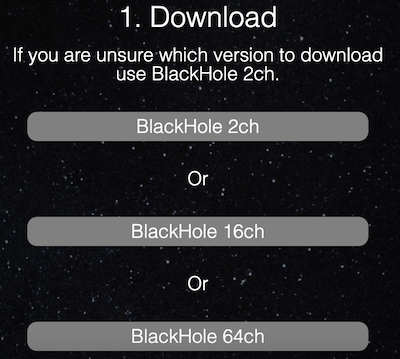 1. Download
If you are unsure which version to download
use BlackHole 2ch.
BlackHole 2ch
Or
BlackHole 16ch
Or
BlackHole 64ch